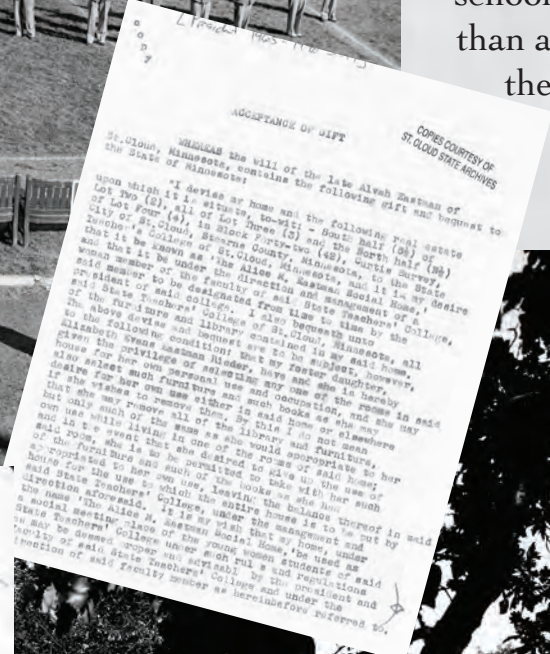 school
than a
the
President 1965
C O P Y
ACCEPTANCE OF GIFT
COPIES COURTESY OF
ST. CLOUD STATE ARCHIVES
WHEREAS the will of the late Alvah Eastman of
St.Cloud, Minnesota, contains the following gift and bequest to
the State of Minnesota:
"I devise my home and the following real estate
upon which it is situate, to-wit: - South half (S½) of
Lot Two (2), all of Lot Three (3) and the North Half (N½)
of Lot Four (4), in Block Forty-two (42), Curtis Survey,
City of St.Cloud, Stearns County, Minnesota, to the State
Teacher's College of St.Cloud, Minnesota, and it is my desire
that it be known as 'The Alice M. Eastman Social Home,'
and that it be under the direction and management of a
woman member of the faculty of said State Teachers' College,
said member to be designated from time to time by the
president of said college. I also bequeath unto
said State Teachers' College of St.Cloud, Minnesota, all
of the furniture and library contained in my said home.
The above devise and bequest are to be subject, however,
to the following condition: that my foster daughter,
Elizabeth Evans Eastman Rieder, have and she is hereby
given the privilege of selecting any one of the rooms in said
house for her own personal use and occupation, and she may
also select such furniture and such books as she may
desire for her own use either in said home or elsewhere
if she wishes to remove them. By this I do not mean
that she may remove all of the library and furniture,
but only such of the same as she would appropriate to her
own use while living in one of the rooms of said home;
and in the event that she desired to give up the use of
said room, she is to be permitted to take with her such
of the furniture and such of the books as she has
appropriated to her own use, leaving the balance thereof in said
house for the use to which the entire house is to be put by
said State Teachers' College, under the management and
direction aforesaid. It is my wish that my home, under
the name 'The Alice M. Eastman Social Home,' be used as
a social meeting place of the young women students of said
State Teachers' College under such rules and regulations
as may be deemed proper and advisable by the president and
faculty of said State Teachers' College and under the
direction of said faculty member as hereinbefore referred to.